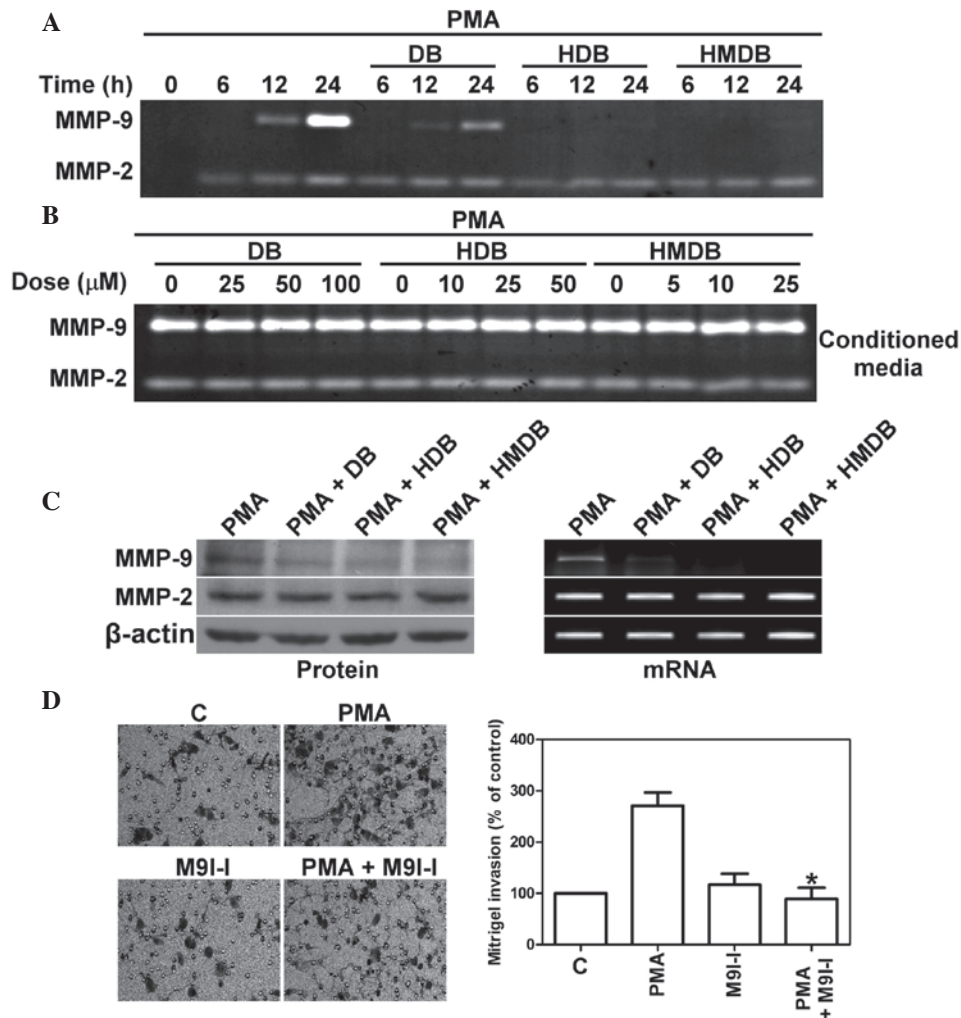 A
PMA
DB HDB HMDB
Time (h) 0 6 12 24 6 12 24 6 12 24 6 12 24
MMP-9
MMP-2
B
PMA
DB HDB HMDB
Dose (μM) 0 25 50 100 0 10 25 50 0 5 10 25
MMP-9
MMP-2
Conditioned
media
C
PMA PMA + DB PMA + HDB PMA + HMDB
PMA PMA + DB PMA + HDB PMA + HMDB
MMP-9
MMP-2
β-actin
Protein
mRNA
D
C PMA
M9I-I PMA + M9I-I
Mitrigel invasion (% of control)
400
300
200
100
0
*
C
PMA
M9I-I
PMA
+ M9I-I